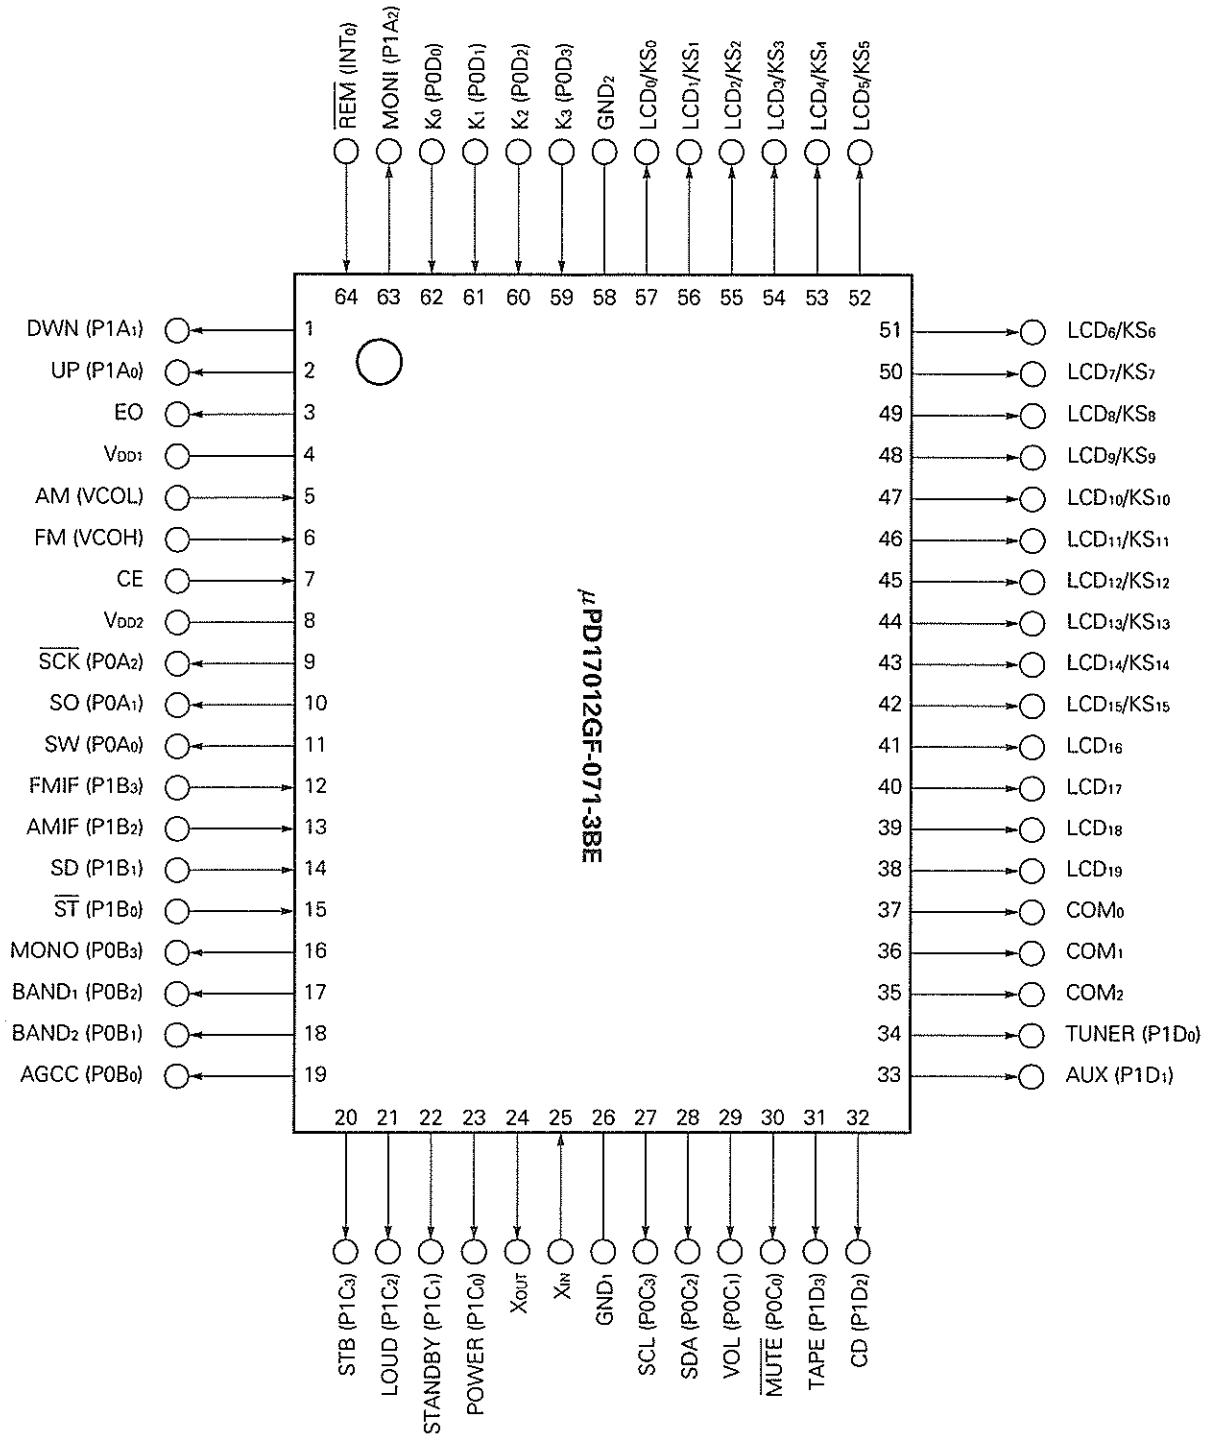 REM (INT₀)
MONI (P1A₂)
K₀ (P0D₀)
K₁ (P0D₁)
K₂ (P0D₂)
K₃ (P0D₃)
GND₂
LCD₀/KS₀
LCD₁/KS₁
LCD₂/KS₂
LCD₃/KS₃
LCD₄/KS₄
LCD₅/KS₅
64 63 62 61 60 59 58 57 56 55 54 53 52
DWN (P1A₁) 1
UP (P1A₀) 2
EO 3
VDD1 4
AM (VCOL) 5
FM (VCOH) 6
CE 7
VDD2 8
SCK (P0A₂) 9
SO (P0A₁) 10
SW (P0A₀) 11
FMIF (P1B₃) 12
AMIF (P1B₂) 13
SD (P1B₁) 14
ST (P1B₀) 15
MONO (P0B₃) 16
BAND₁ (P0B₂) 17
BAND₂ (P0B₁) 18
AGCC (P0B₀) 19
μPD17012GF-071-3BE
51 LCD₆/KS₆
50 LCD₇/KS₇
49 LCD₈/KS₈
48 LCD₉/KS₉
47 LCD₁₀/KS₁₀
46 LCD₁₁/KS₁₁
45 LCD₁₂/KS₁₂
44 LCD₁₃/KS₁₃
43 LCD₁₄/KS₁₄
42 LCD₁₅/KS₁₅
41 LCD₁₆
40 LCD₁₇
39 LCD₁₈
38 LCD₁₉
37 COM₀
36 COM₁
35 COM₂
34 TUNER (P1D₀)
33 AUX (P1D₁)
20 21 22 23 24 25 26 27 28 29 30 31 32
STB (P1C₃)
LOUD (P1C₂)
STANDBY (P1C₁)
POWER (P1C₀)
XOUT
XIN
GND₁
SCL (P0C₃)
SDA (P0C₂)
VOL (P0C₁)
MUTE (P0C₀)
TAPE (P1D₃)
CD (P1D₂)